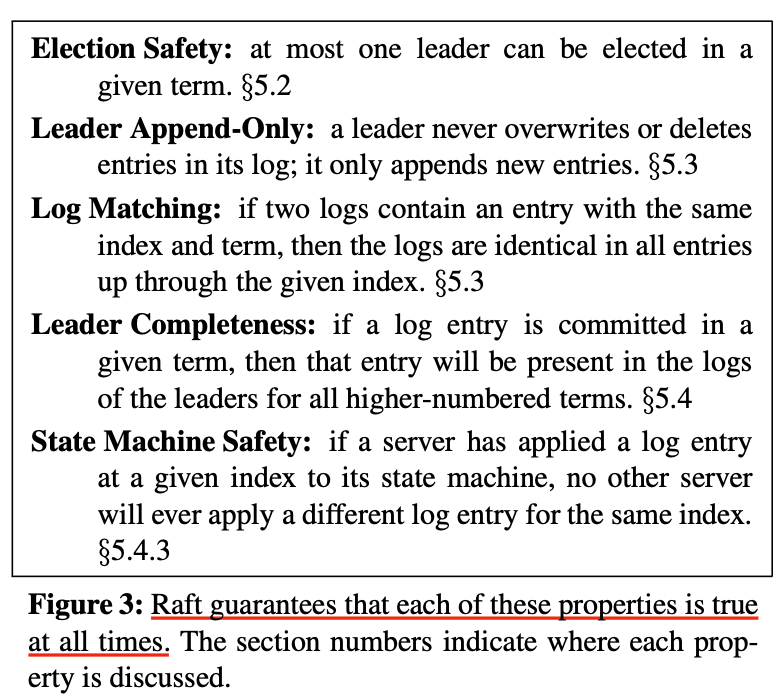 Election Safety: at most one leader can be elected in a
given term. §5.2
Leader Append-Only: a leader never overwrites or deletes
entries in its log; it only appends new entries. §5.3
Log Matching: if two logs contain an entry with the same
index and term, then the logs are identical in all entries
up through the given index. §5.3
Leader Completeness: if a log entry is committed in a
given term, then that entry will be present in the logs
of the leaders for all higher-numbered terms. §5.4
State Machine Safety: if a server has applied a log entry
at a given index to its state machine, no other server
will ever apply a different log entry for the same index.
§5.4.3
Figure 3: Raft guarantees that each of these properties is true
at all times. The section numbers indicate where each prop-
erty is discussed.